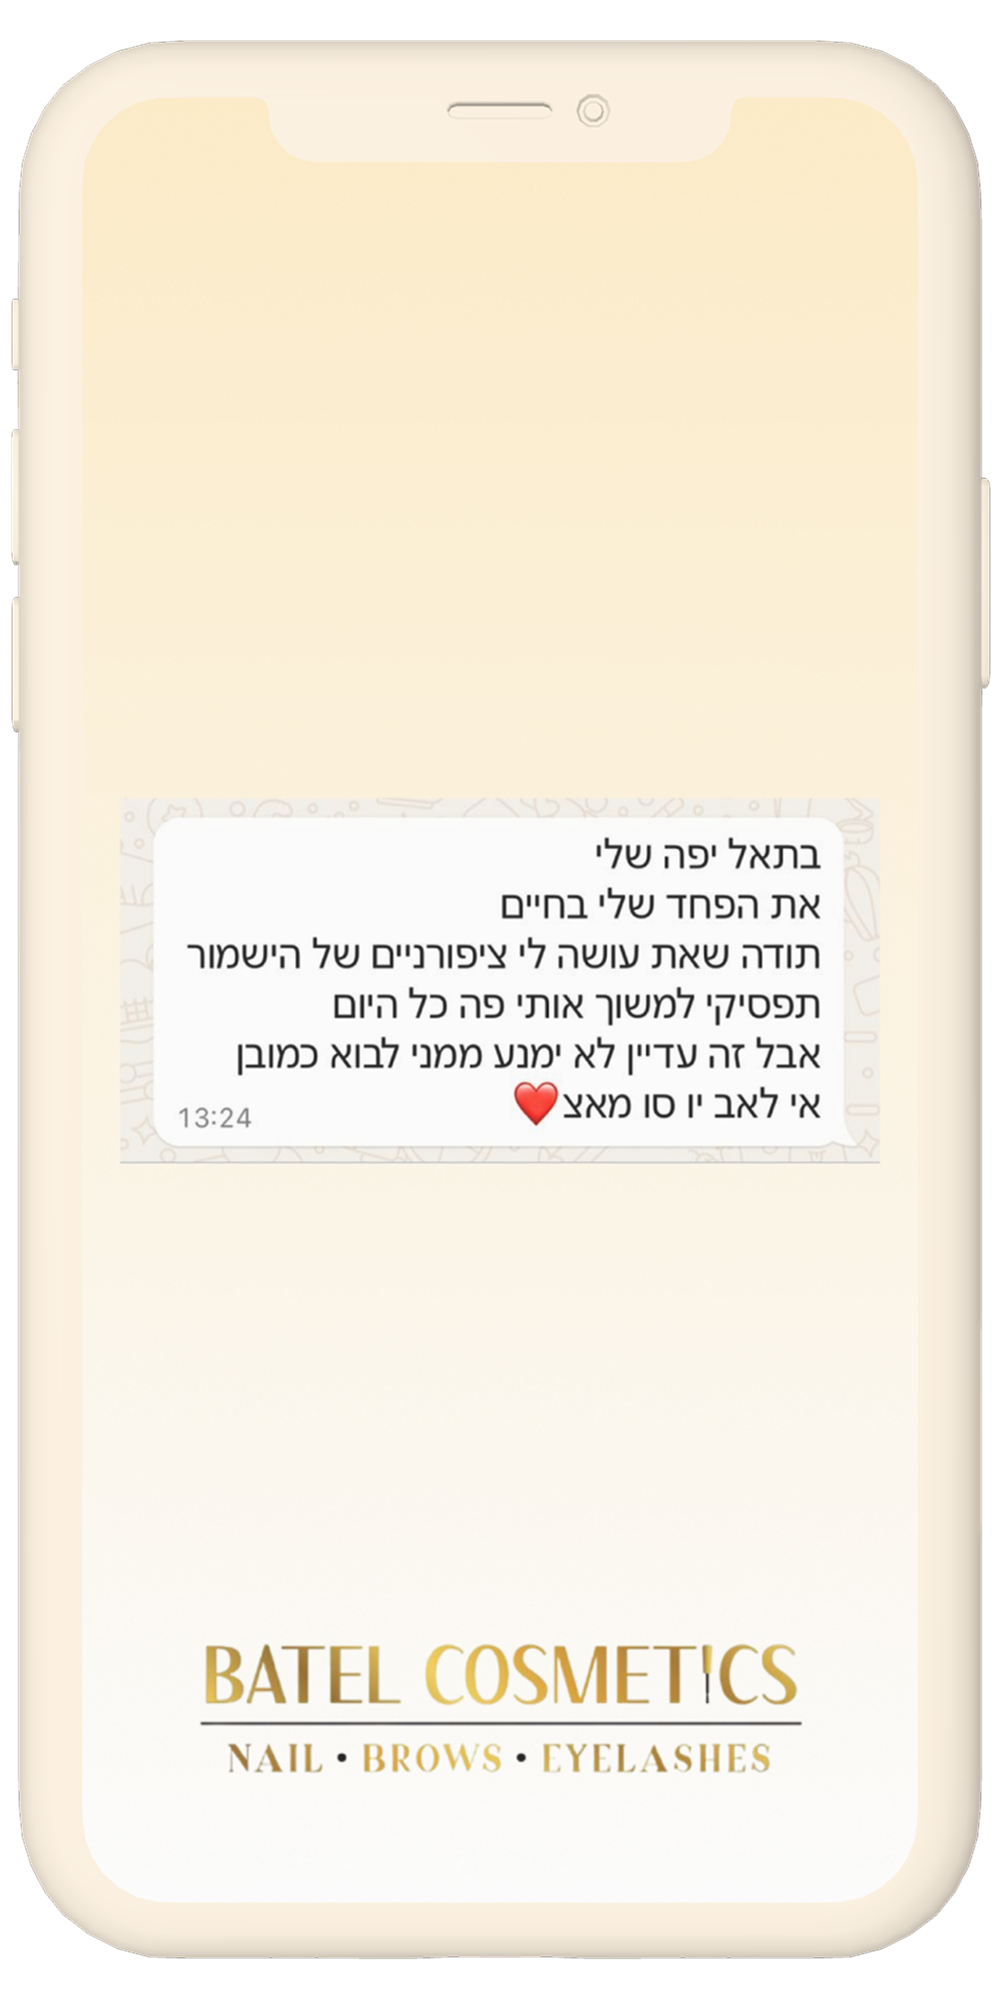 בתאל יפה שלי
את הפחד שלי בחיים
תודה שאת עושה לי ציפורניים של הישמור
תפסיקי למשוך אותי פה כל היום
אבל זה עדיין לא ימנע ממני לבוא כמובן
אי לאב יו סו מאצ❤️
13:24
BATEL COSMETICS
NAIL • BROWS • EYELASHES